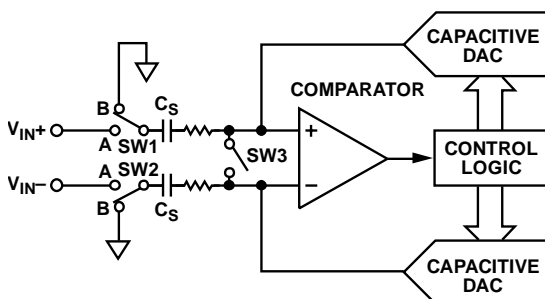 CAPACITIVE
DAC
COMPARATOR
B
CS
VIN+
A
SW1
+
SW3
CONTROL
LOGIC
VIN–
A
SW2
–
B
CS
CAPACITIVE
DAC